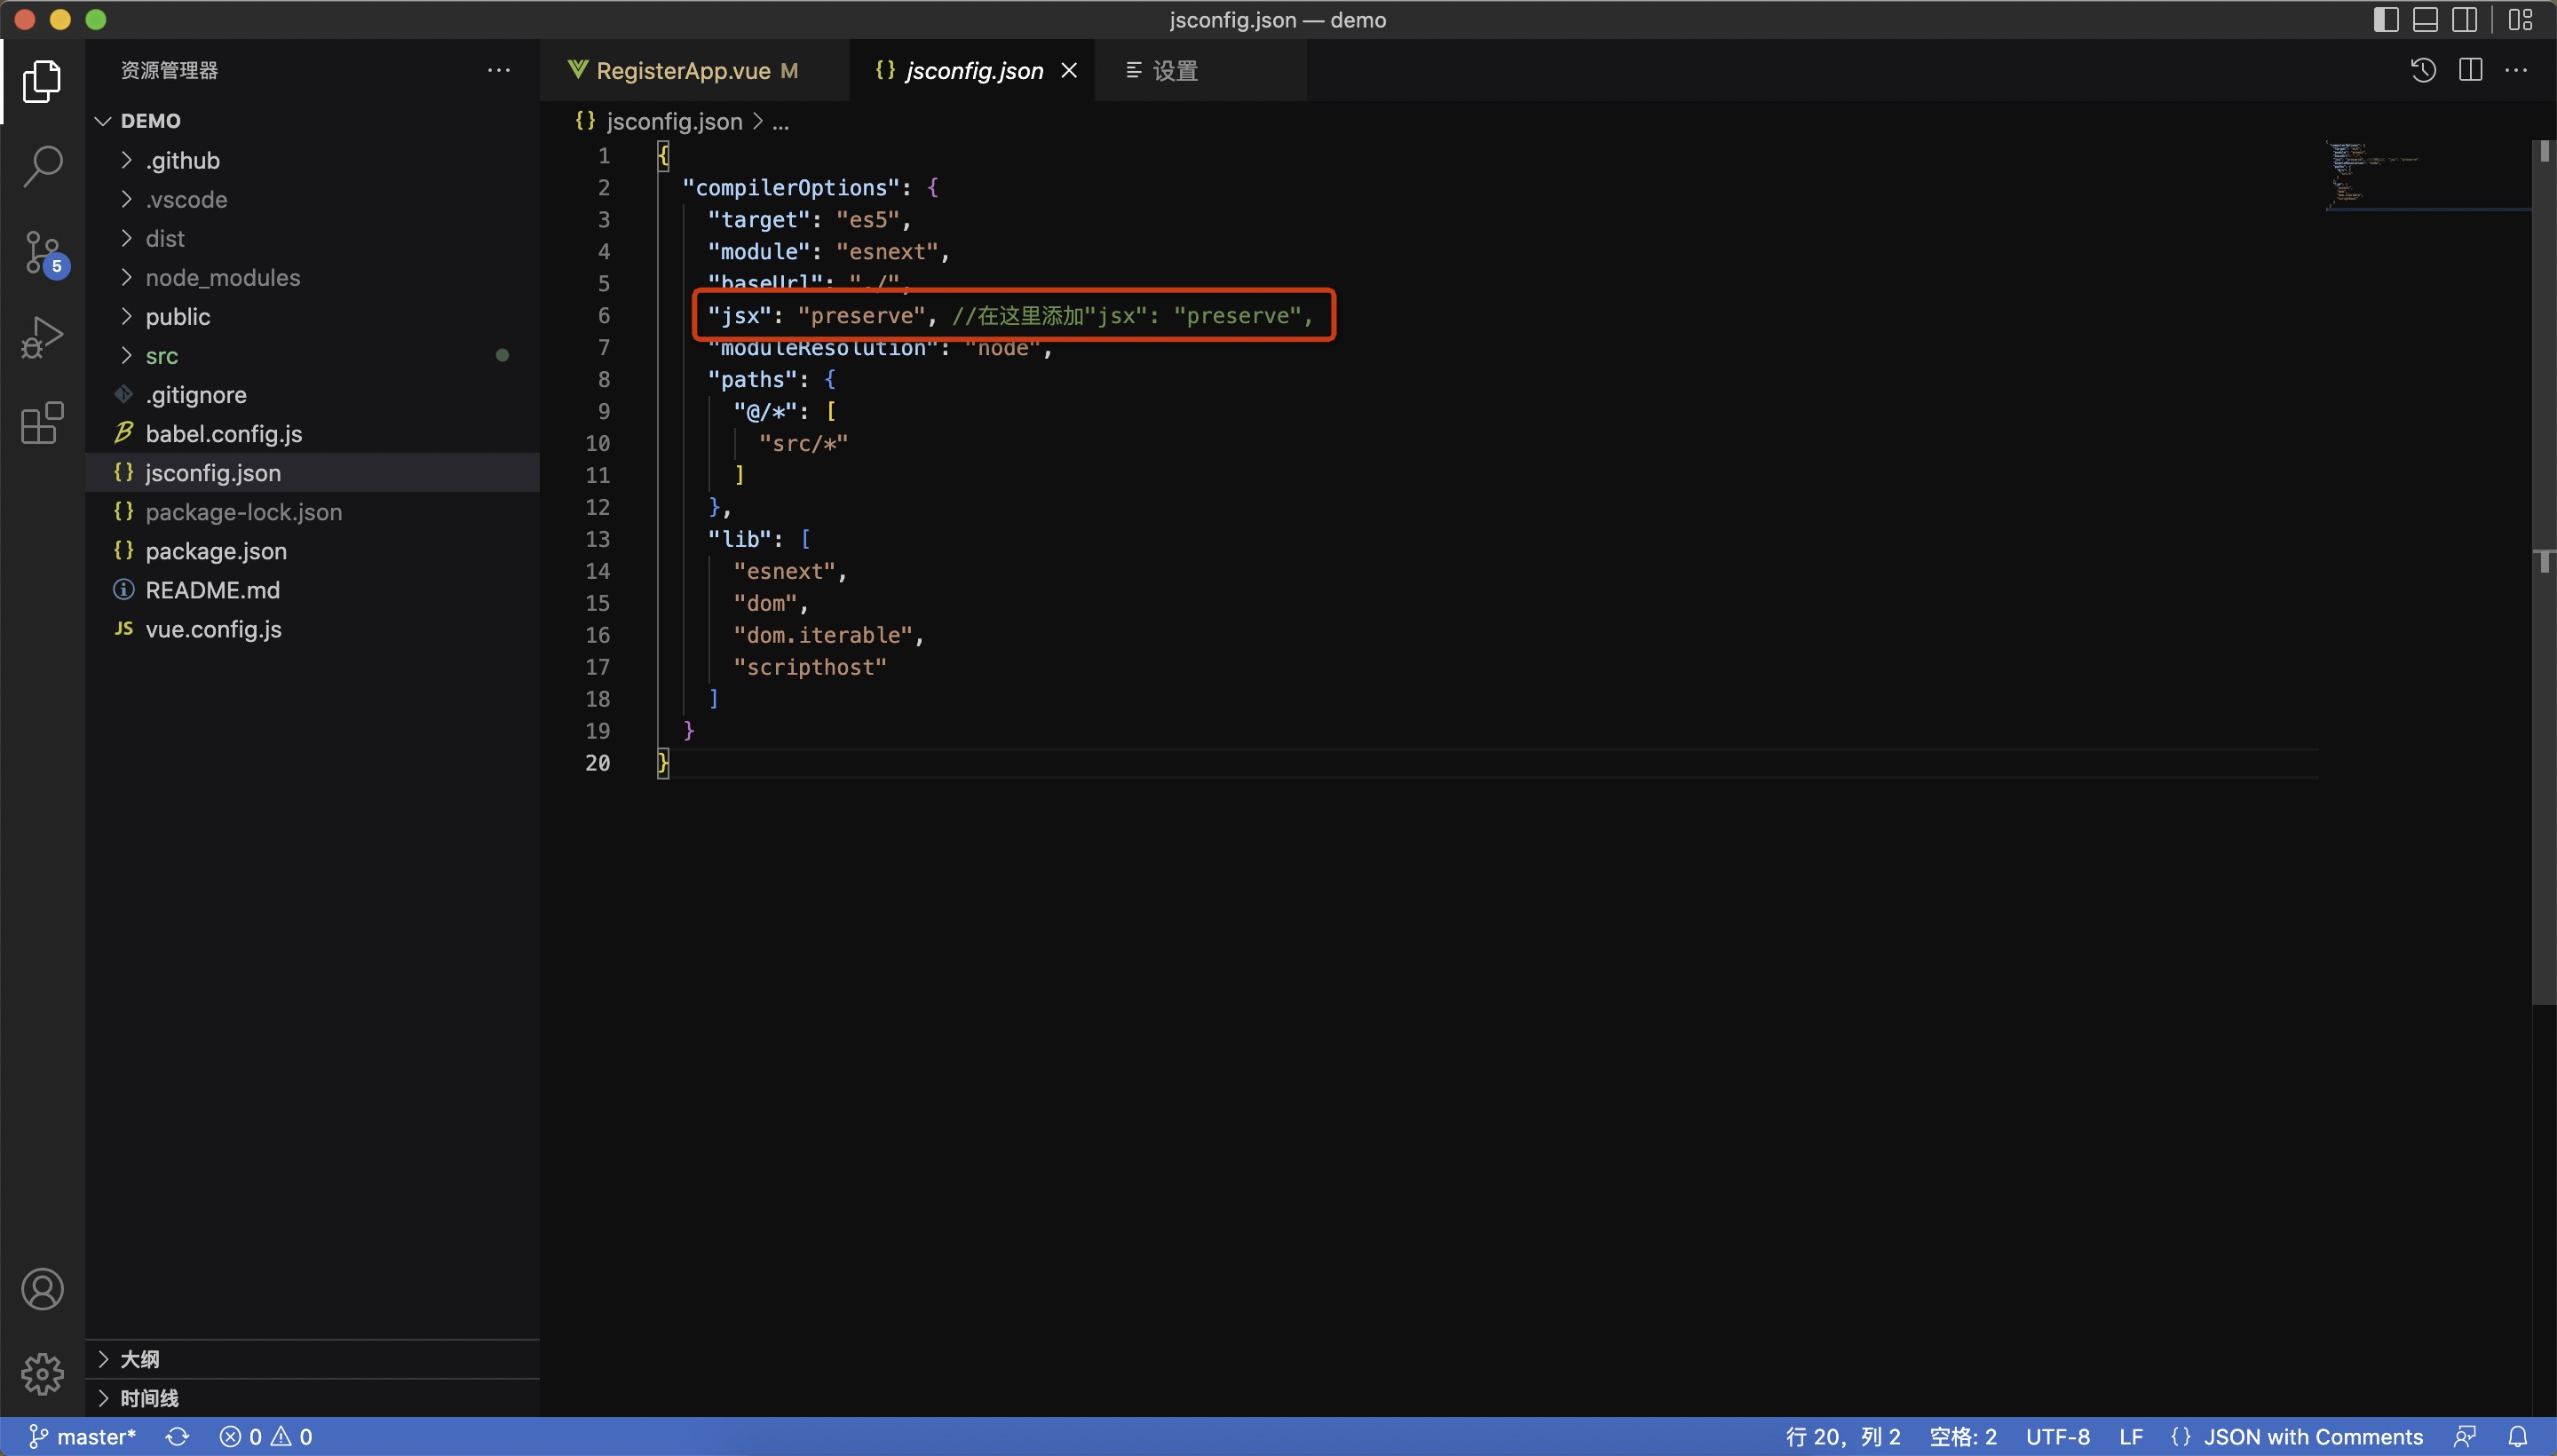 jsconfig.json — demo
资源管理器
RegisterApp.vue M
{} jsconfig.json
设置
DEMO
.github
.vscode
dist
node_modules
public
src
.gitignore
babel.config.js
{} jsconfig.json
{} package-lock.json
{} package.json
README.md
JS vue.config.js
大纲
时间线
5
{} jsconfig.json > ...
1 {
2 "compilerOptions": {
3 "target": "es5",
4 "module": "esnext",
5 "baseUrl": "./",
6 "jsx": "preserve", //在这里添加"jsx": "preserve",
7 "moduleResolution": "node",
8 "paths": {
9 "@/*": [
10 "src/*"
11 ]
12 },
13 "lib": [
14 "esnext",
15 "dom",
16 "dom.iterable",
17 "scripthost"
18 ]
19 }
20 }
master* 0 0 行 20，列 2 空格: 2 UTF-8 LF {} JSON with Comments